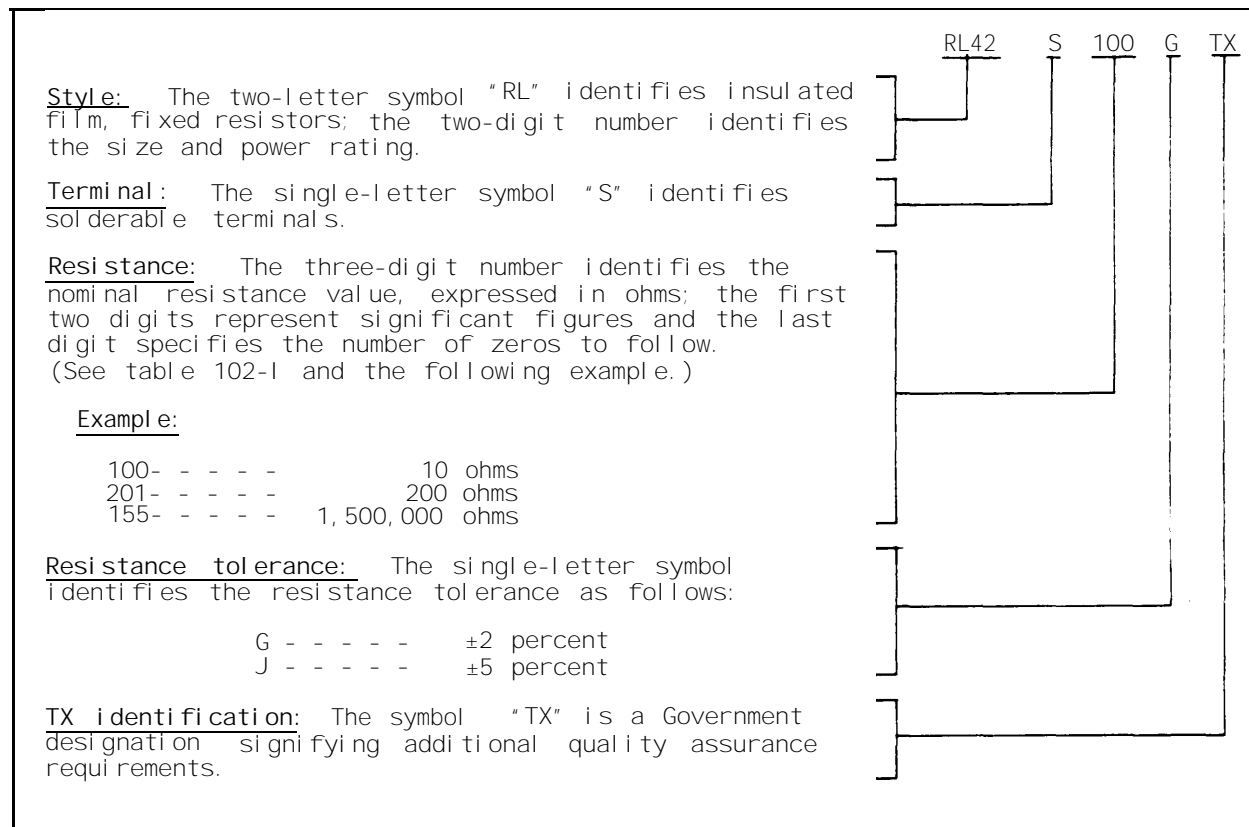 RL42 S 100 G TX
Style: The two-letter symbol "RL" identifies insulated
film, fixed resistors; the two-digit number identifies
the size and power rating.
Terminal: The single-letter symbol "S" identifies
solderable terminals.
Resistance: The three-digit number identifies the
nominal resistance value, expressed in ohms; the first
two digits represent significant figures and the last
digit specifies the number of zeros to follow.
(See table 102-I and the following example.)
Example:
100- - - - - 10 ohms
201- - - - - 200 ohms
155- - - - - 1,500,000 ohms
Resistance tolerance: The single-letter symbol
identifies the resistance tolerance as follows:
G - - - - - ±2 percent
J - - - - - ±5 percent
TX identification: The symbol "TX" is a Government
designation signifying additional quality assurance
requirements.